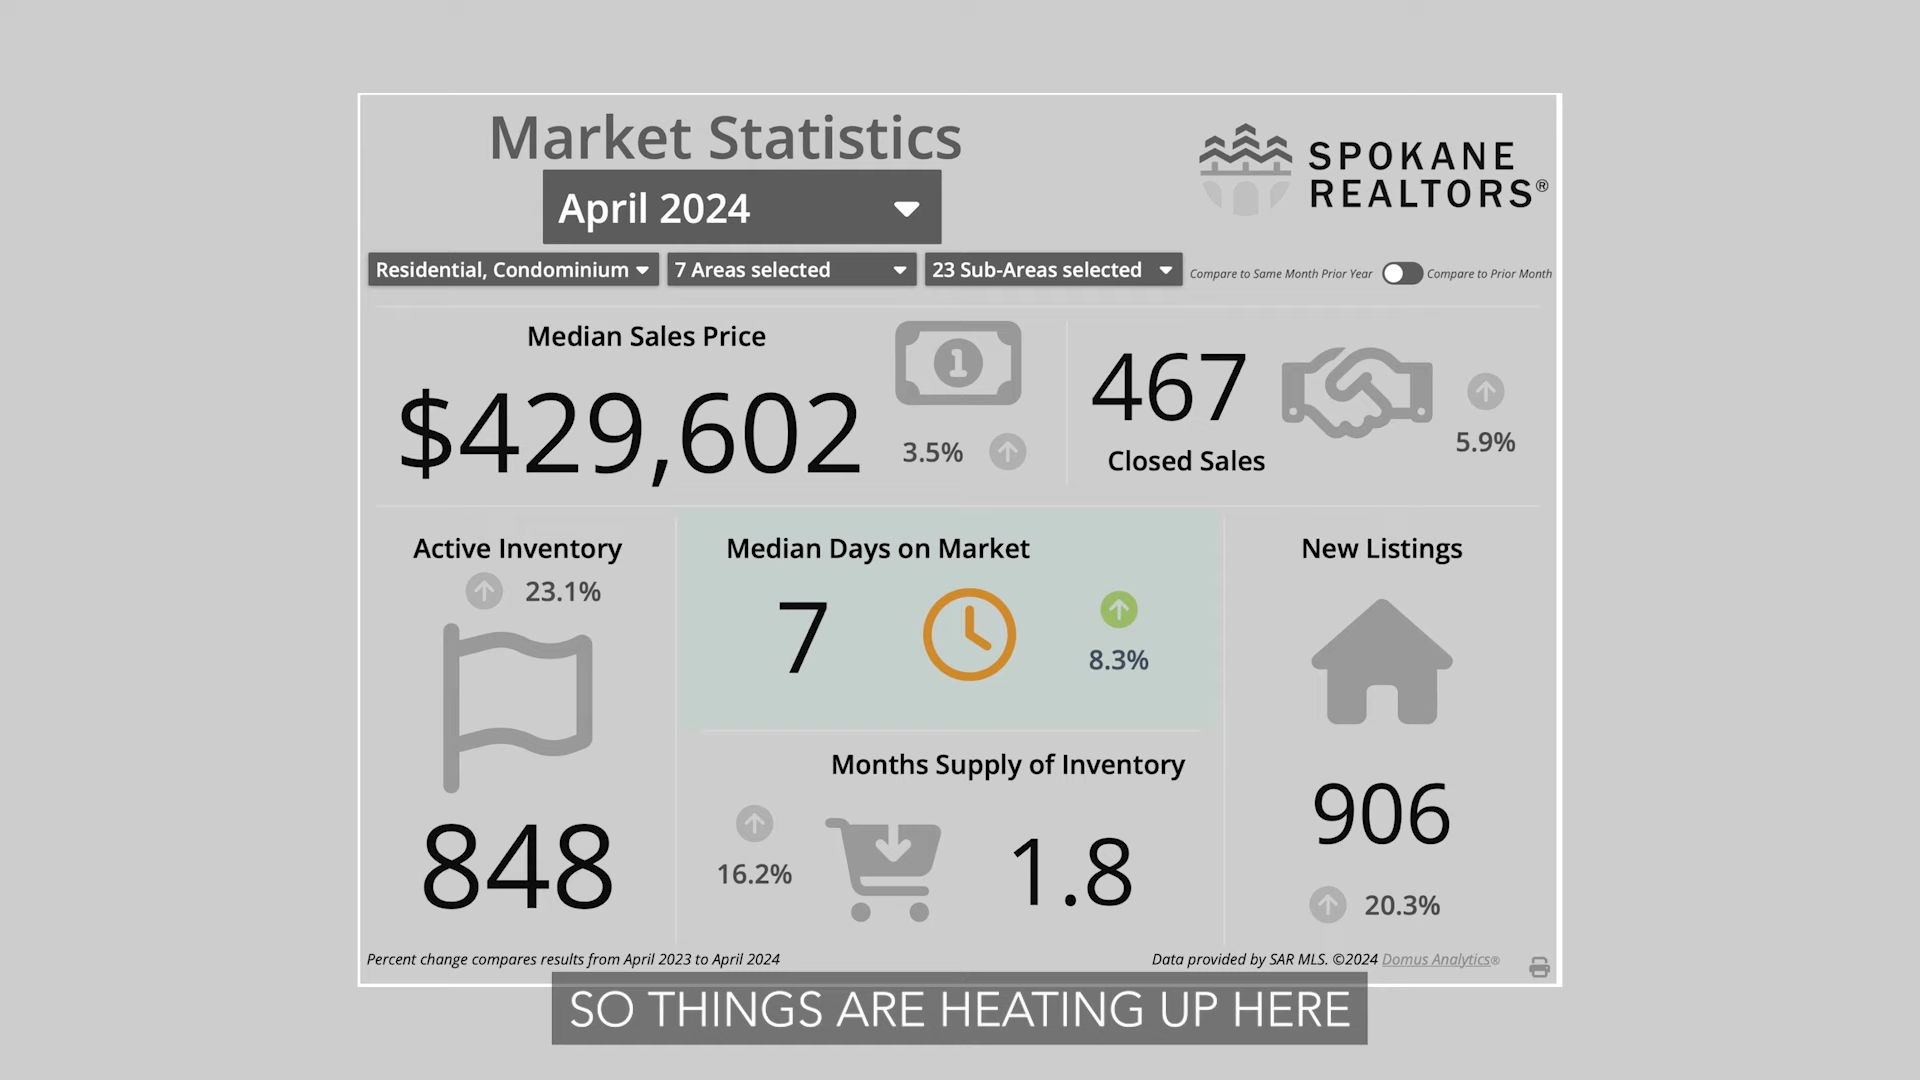 Market Statistics
SPOKANE
REALTORS®
April 2024
Residential, Condominium
7 Areas selected
23 Sub-Areas selected
Compare to Same Month Prior Year
Compare to Prior Month
Median Sales Price
1
$429,602
3.5%
467
Closed Sales
5.9%
Active Inventory
23.1%
848
Median Days on Market
7
8.3%
Months Supply of Inventory
16.2%
1.8
New Listings
906
20.3%
Percent change compares results from April 2023 to April 2024
Data provided by SAR MLS. ©2024 Domus Analytics®
SO THINGS ARE HEATING UP HERE